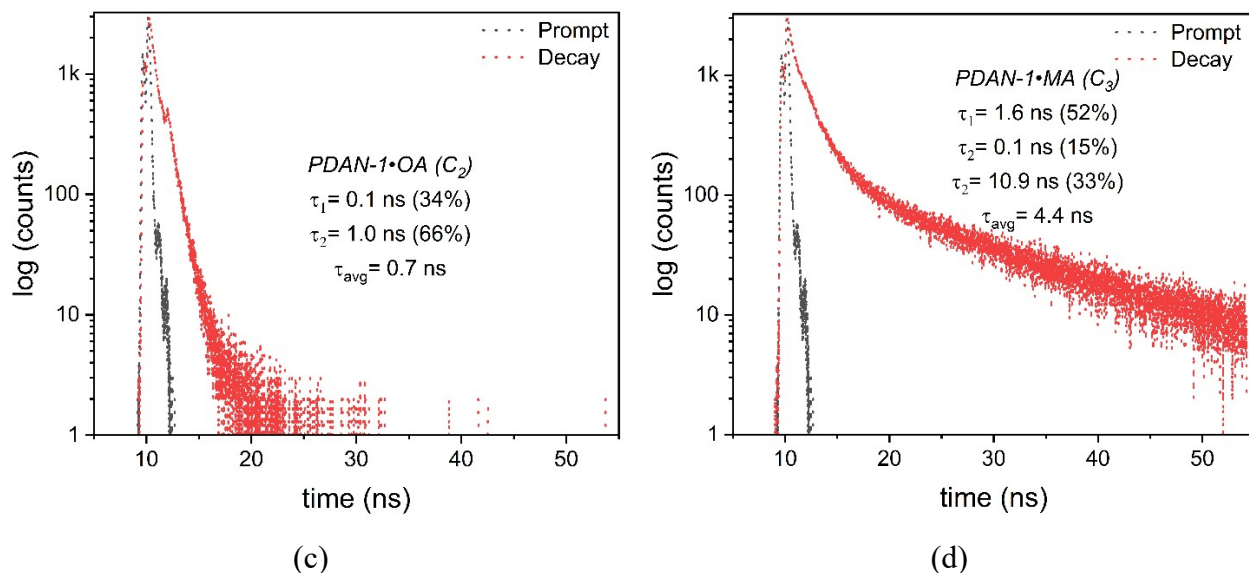 Prompt
Decay
PDAN-1•OA (C₂)
τ₁= 0.1 ns (34%)
τ₂= 1.0 ns (66%)
τavg= 0.7 ns
log (counts)
1k
100
10
1
10 20 30 40 50
time (ns)
(c)
Prompt
Decay
PDAN-1•MA (C₃)
τ₁= 1.6 ns (52%)
τ₂= 0.1 ns (15%)
τ₂= 10.9 ns (33%)
τavg= 4.4 ns
log (counts)
1k
100
10
1
10 20 30 40 50
time (ns)
(d)